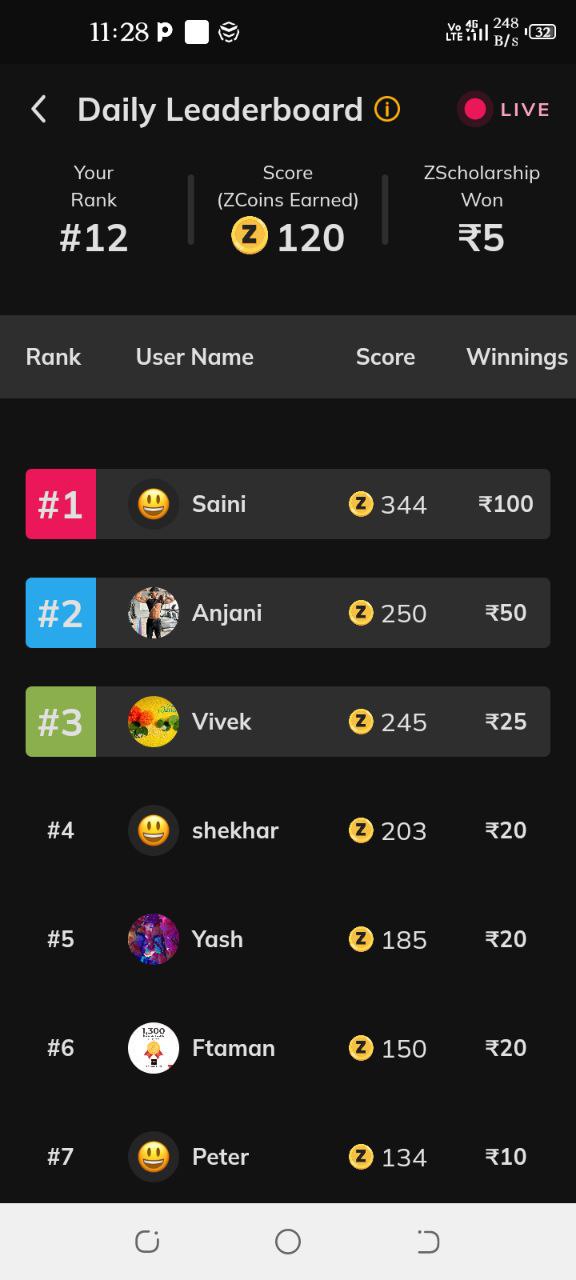 11:28
Vo LTE 4G 248 B/s 32
Daily Leaderboard
LIVE
Your
Rank
#12
Score
(ZCoins Earned)
Z 120
ZScholarship
Won
₹5
Rank User Name Score Winnings
#1 Saini Z 344 ₹100
#2 Anjani Z 250 ₹50
#3 Vivek Z 245 ₹25
#4 shekhar Z 203 ₹20
#5 Yash Z 185 ₹20
1,300
#6 Ftaman Z 150 ₹20
#7 Peter Z 134 ₹10